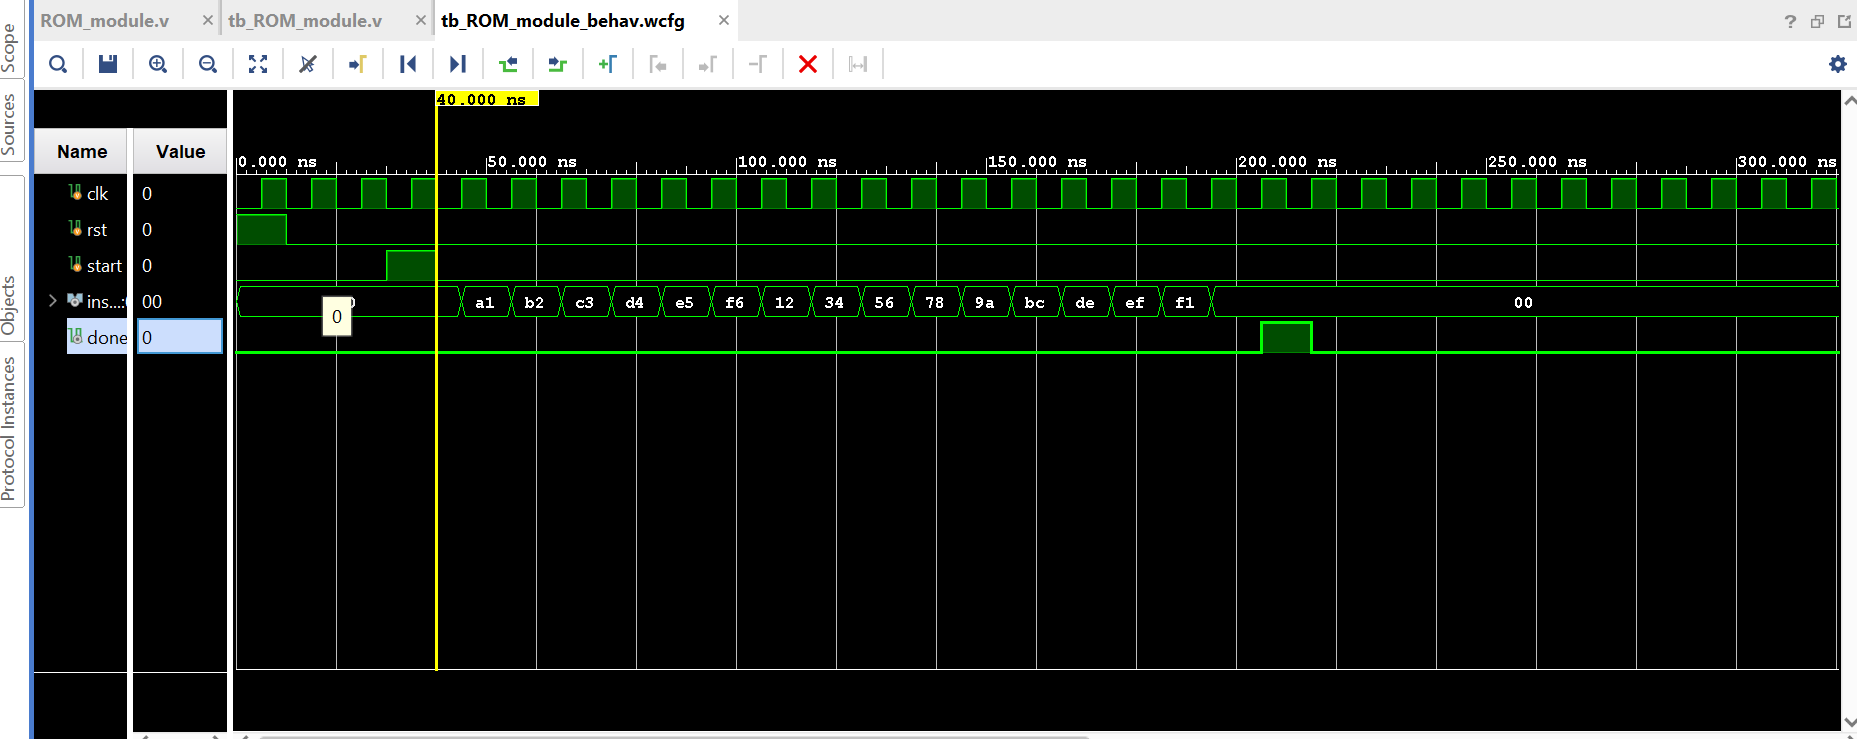 ROM_module.v × tb_ROM_module.v × tb_ROM_module_behav.wcfg ×
?
Scope
Sources
Objects
Protocol Instances
40.000 ns
Name Value
0.000 ns 50.000 ns 100.000 ns 150.000 ns 200.000 ns 250.000 ns 300.000 ns
clk 0
rst 0
start 0
ins...: 00 a1 b2 c3 d4 e5 f6 12 34 56 78 9a bc de ef f1 00
0
done 0